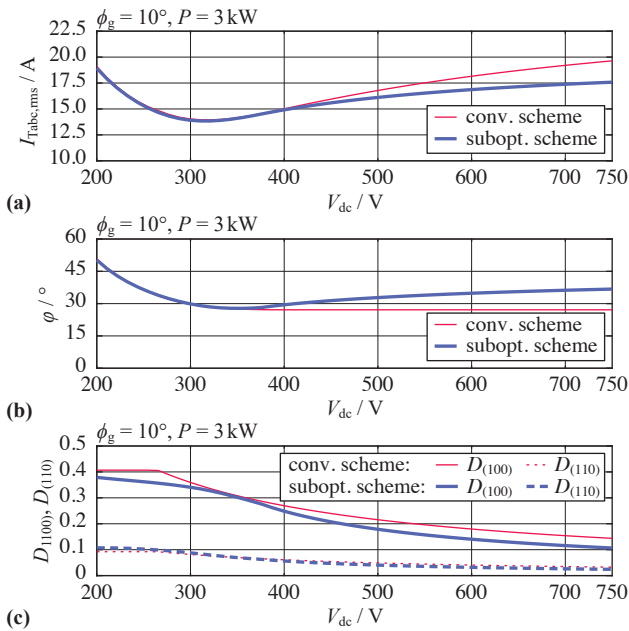 ϕg = 10°, P = 3 kW
22.5
20.0
17.5
15.0
12.5
10.0
ITabc,rms / A
conv. scheme
subopt. scheme
200 300 400 500 600 700 750
(a)
Vdc / V
ϕg = 10°, P = 3 kW
60
45
30
15
0
φ / °
conv. scheme
subopt. scheme
200 300 400 500 600 700 750
(b)
Vdc / V
ϕg = 10°, P = 3 kW
0.5
0.4
0.3
0.2
0.1
0
D1100), D(110)
conv. scheme: D(100) D(110)
subopt. scheme: D(100) D(110)
200 300 400 500 600 700 750
(c)
Vdc / V